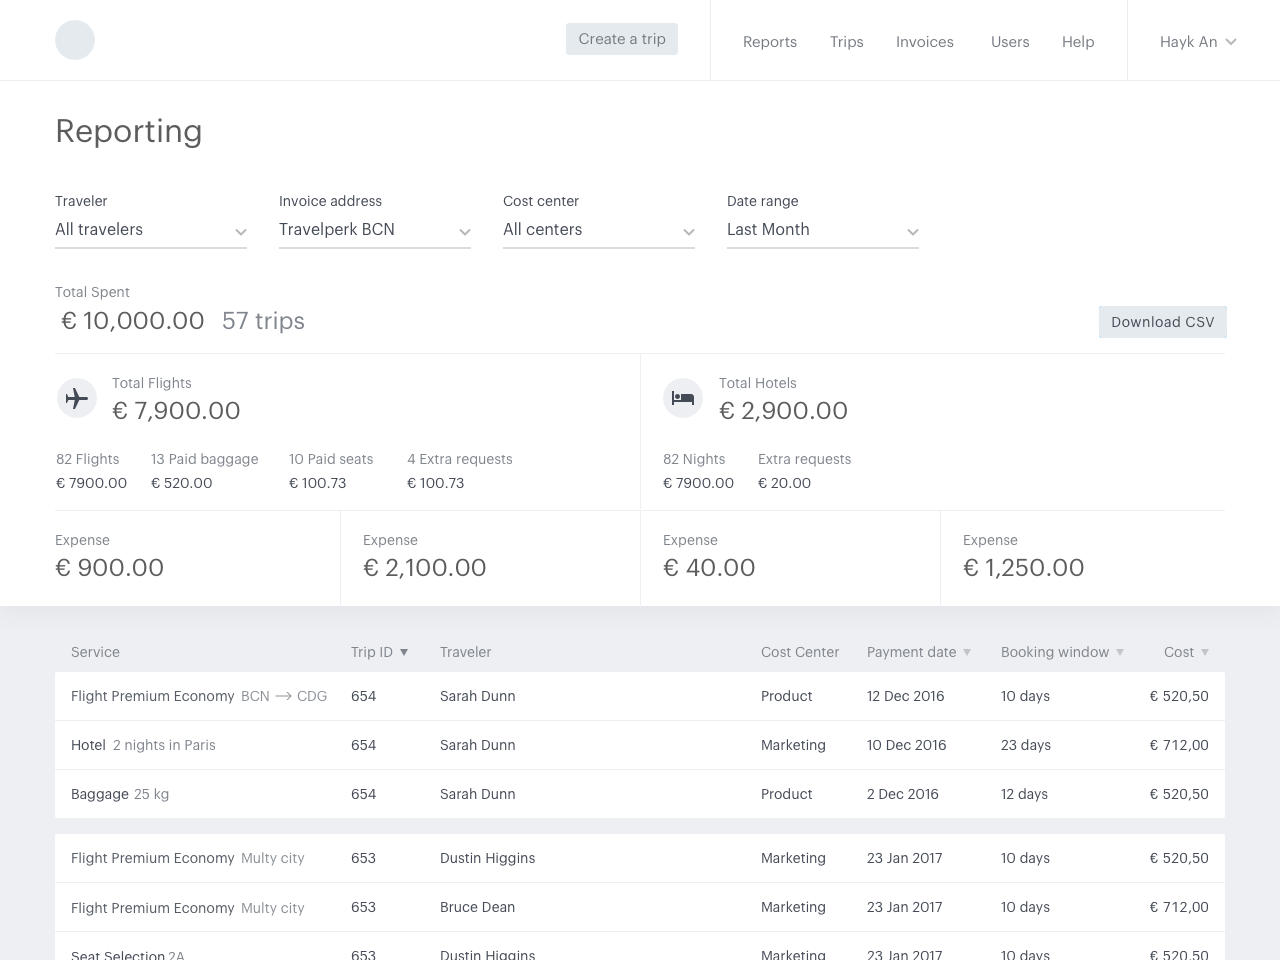 Create a trip Reports Trips Invoices Users Help Hayk An
Reporting
Traveler Invoice address Cost center Date range
All travelers Travelperk BCN All centers Last Month
Total Spent
€ 10,000.00 57 trips
Download CSV
Total Flights Total Hotels
€ 7,900.00 € 2,900.00
82 Flights 13 Paid baggage 10 Paid seats 4 Extra requests 82 Nights Extra requests
€ 7900.00 € 520.00 € 100.73 € 100.73 € 7900.00 € 20.00
Expense Expense Expense Expense
€ 900.00 € 2,100.00 € 40.00 € 1,250.00
Service Trip ID ▼ Traveler Cost Center Payment date ▼ Booking window ▼ Cost ▼
Flight Premium Economy BCN → CDG 654 Sarah Dunn Product 12 Dec 2016 10 days € 520,50
Hotel 2 nights in Paris 654 Sarah Dunn Marketing 10 Dec 2016 23 days € 712,00
Baggage 25 kg 654 Sarah Dunn Product 2 Dec 2016 12 days € 520,50
Flight Premium Economy Multy city 653 Dustin Higgins Marketing 23 Jan 2017 10 days € 520,50
Flight Premium Economy Multy city 653 Bruce Dean Marketing 23 Jan 2017 10 days € 712,00
Seat Selection 2A 653 Dustin Higgins Marketing 23 Jan 2017 10 days € 520,50